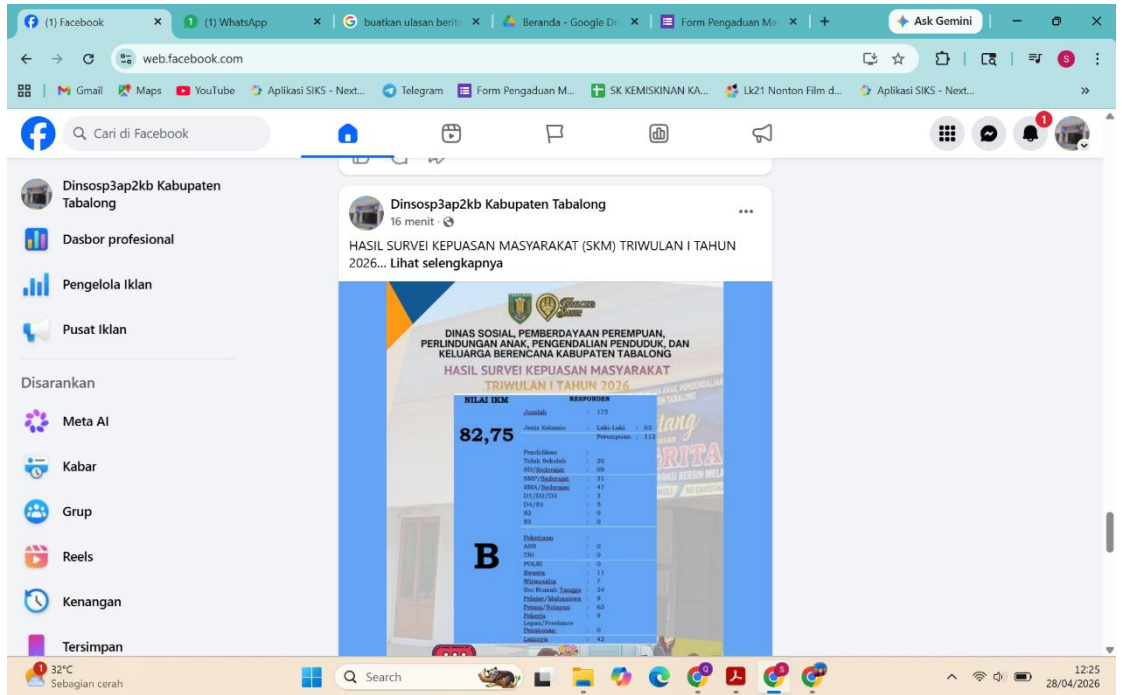 (1) Facebook
(1) WhatsApp
buatkan ulasan berit
Beranda - Google Dri
Form Pengaduan Ma
Ask Gemini
web.facebook.com
S
Gmail
Maps
YouTube
Aplikasi SIKS - Next...
Telegram
Form Pengaduan M...
SK KEMISKINAN KA...
Lk21 Nonton Film d...
Aplikasi SIKS - Next...
Cari di Facebook
1
Dinsosp3ap2kb Kabupaten
Tabalong
Dasbor profesional
Pengelola Iklan
Pusat Iklan
Disarankan
Meta AI
Kabar
Grup
Reels
Kenangan
Tersimpan
Dinsosp3ap2kb Kabupaten Tabalong
16 menit
HASIL SURVEI KEPUASAN MASYARAKAT (SKM) TRIWULAN I TAHUN
2026... Lihat selengkapnya
DINAS SOSIAL, PEMBERDAYAAN PEREMPUAN,
PERLINDUNGAN ANAK, PENGENDALIAN PENDUDUK, DAN
KELUARGA BERENCANA KABUPATEN TABALONG
HASIL SURVEI KEPUASAN MASYARAKAT
TRIWULAN I TAHUN 2026
NILAI IKM
RESPONDEN
82,75
B
Jumlah : 175
Jenis Kelamin : Laki-Laki : 63
Perempuan : 112
Pendidikan :
Tidak Sekolah : 20
SD/Sederajat : 69
SMP/Sederajat : 31
SMA/Sederajat : 47
D1/D2/D3 : 3
D4/S1 : 5
S2 : 0
S3 : 0
Pekerjaan :
ASN : 0
TNI : 0
POLRI : 0
Swasta : 11
Wirausaha : 7
Ibu Rumah Tangga : 34
Pelajar/Mahasiswa : 9
Petani/Nelayan : 63
Pekerja : 9
Lepas/Freelance
Pensiunan : 0
Lainnya : 42
1
32°C
Sebagian cerah
Search
12:25
28/04/2026